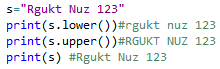 s="Rgukt Nuz 123"
print(s.lower())#rgukt nuz 123
print(s.upper())#RGUKT NUZ 123
print(s) #Rgukt Nuz 123